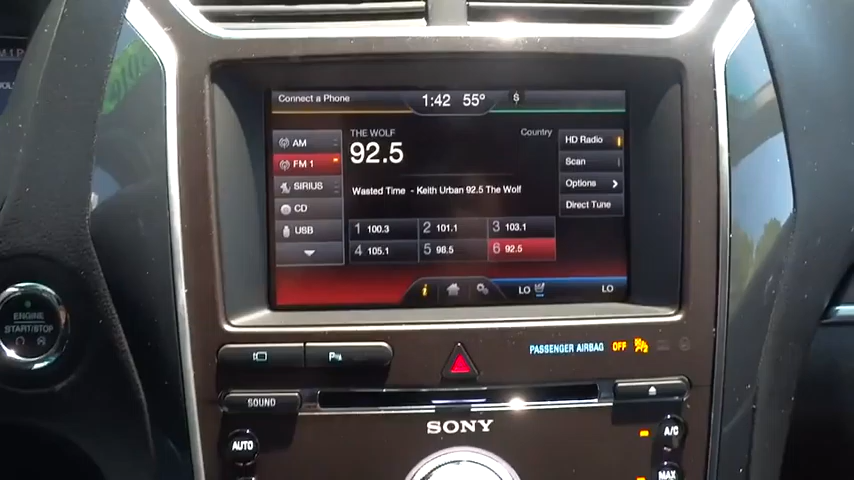 Connect a Phone
1:42 55°
THE WOLF
92.5
Country
AM
FM 1
SIRIUS
CD
USB
HD Radio
Scan
Options
Direct Tune
Wasted Time - Keith Urban 92.5 The Wolf
1 100.3
2 101.1
3 103.1
4 105.1
5 98.5
6 92.5
i
LO
LO
ENGINE
START/STOP
PASSENGER AIRBAG OFF
SOUND
SONY
AUTO
A/C
MAX